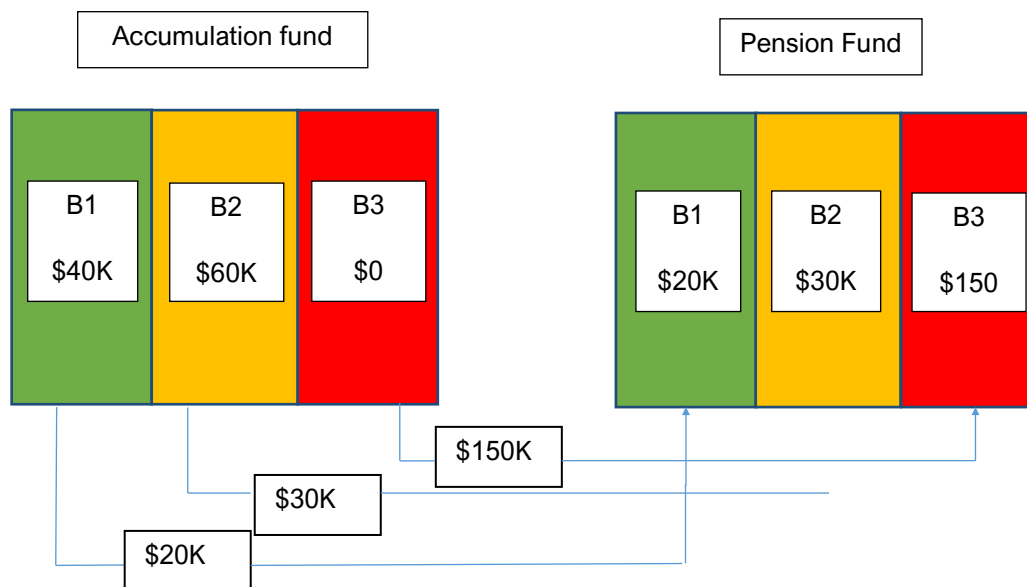 Accumulation fund
Pension Fund
B1
$40K
B2
$60K
B3
$0
B1
$20K
B2
$30K
B3
$150
$150K
$30K
$20K